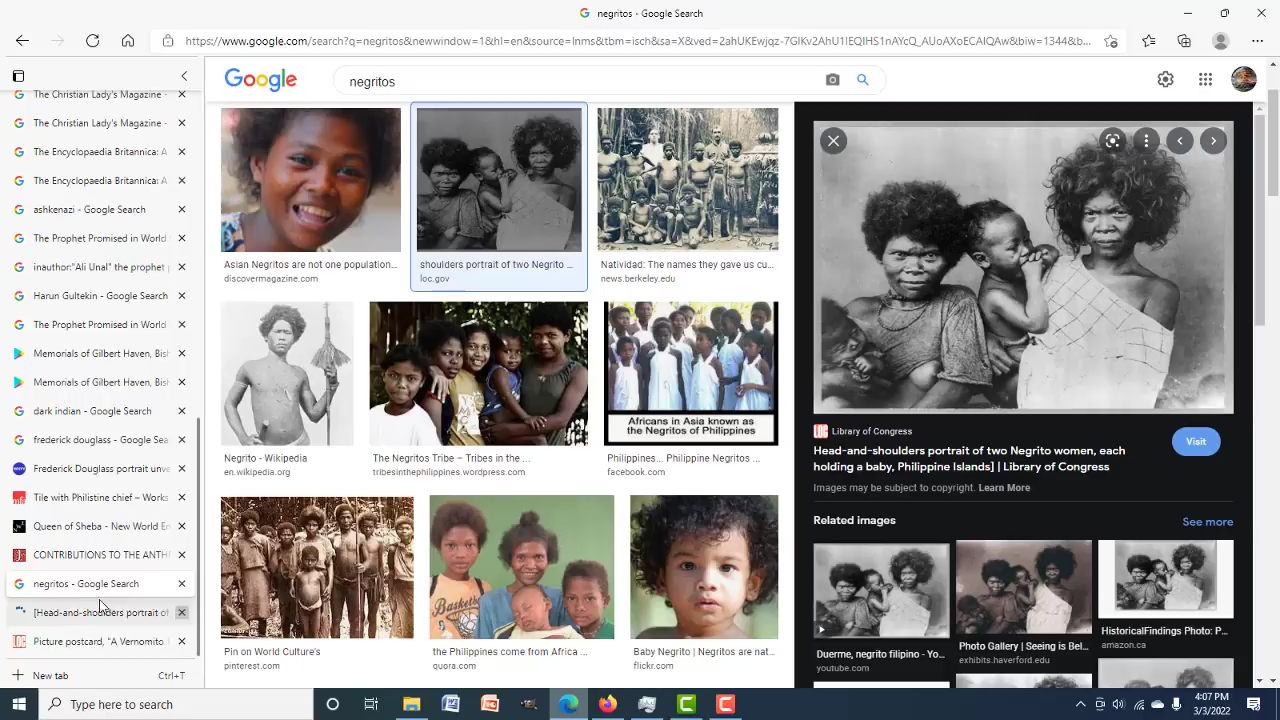 negritos - Google Search
https://www.google.com/search?q=negritos&newwindow=1&hl=en&source=lnms&tbm=isch&sa=X&ved=2ahUKEwjqz-7GlKv2AhU1lEQIHS1nAYcQ_AUoAXoECAIQAw&biw=1344&b...
The Christian Lady's Magazine
The Christian Lady's Magazine -
The Encyclopaedia Britannica: A
The Encyclopaedia Britannica: A
ashkenazi - Google Search
The Prophet Promised in World
inauthor:"Ali Unal" the prophet
Harun Gultekin - Google Search
The Prophet Promised in World
Memorials of Gilbert Haven, Bis
Memorials of Gilbert Haven, Bis
dark indian - Google Search
frederick douglass painting
Frederick Douglass portrait unve
Tile with Philistine, N., Wo
Queen of Sheba - New World En
CONTRIBUTIONS TO THE ANTH
negritos - Google Search
[Head-and-shoulders portrait of
Picture postcard, "A Vernomito
New tab
Google
negritos
Asian Negritos are not one population...
discovermagazine.com
shoulders portrait of two Negrito ...
loc.gov
Natividad: The names they gave us cu...
news.berkeley.edu
Negrito - Wikipedia
en.wikipedia.org
The Negritos Tribe – Tribes in the ...
tribesinthephilippines.wordpress.com
Africans in Asia known as
the Negritos of Philippines
Philippines... Philippine Negritos ...
facebook.com
Pin on World Culture's
pinterest.com
Basketba
the Philippines come from Africa ...
quora.com
Baby Negrito | Negritos are nat...
flickr.com
Library of Congress
Head-and-shoulders portrait of two Negrito women, each
holding a baby, Philippine Islands] | Library of Congress
Visit
Images may be subject to copyright. Learn More
Related images
See more
Duerme, negrito filipino - Yo...
youtube.com
Photo Gallery | Seeing is Bel...
exhibits.haverford.edu
HistoricalFindings Photo: P...
amazon.ca
Type here to search
4:07 PM
3/3/2022